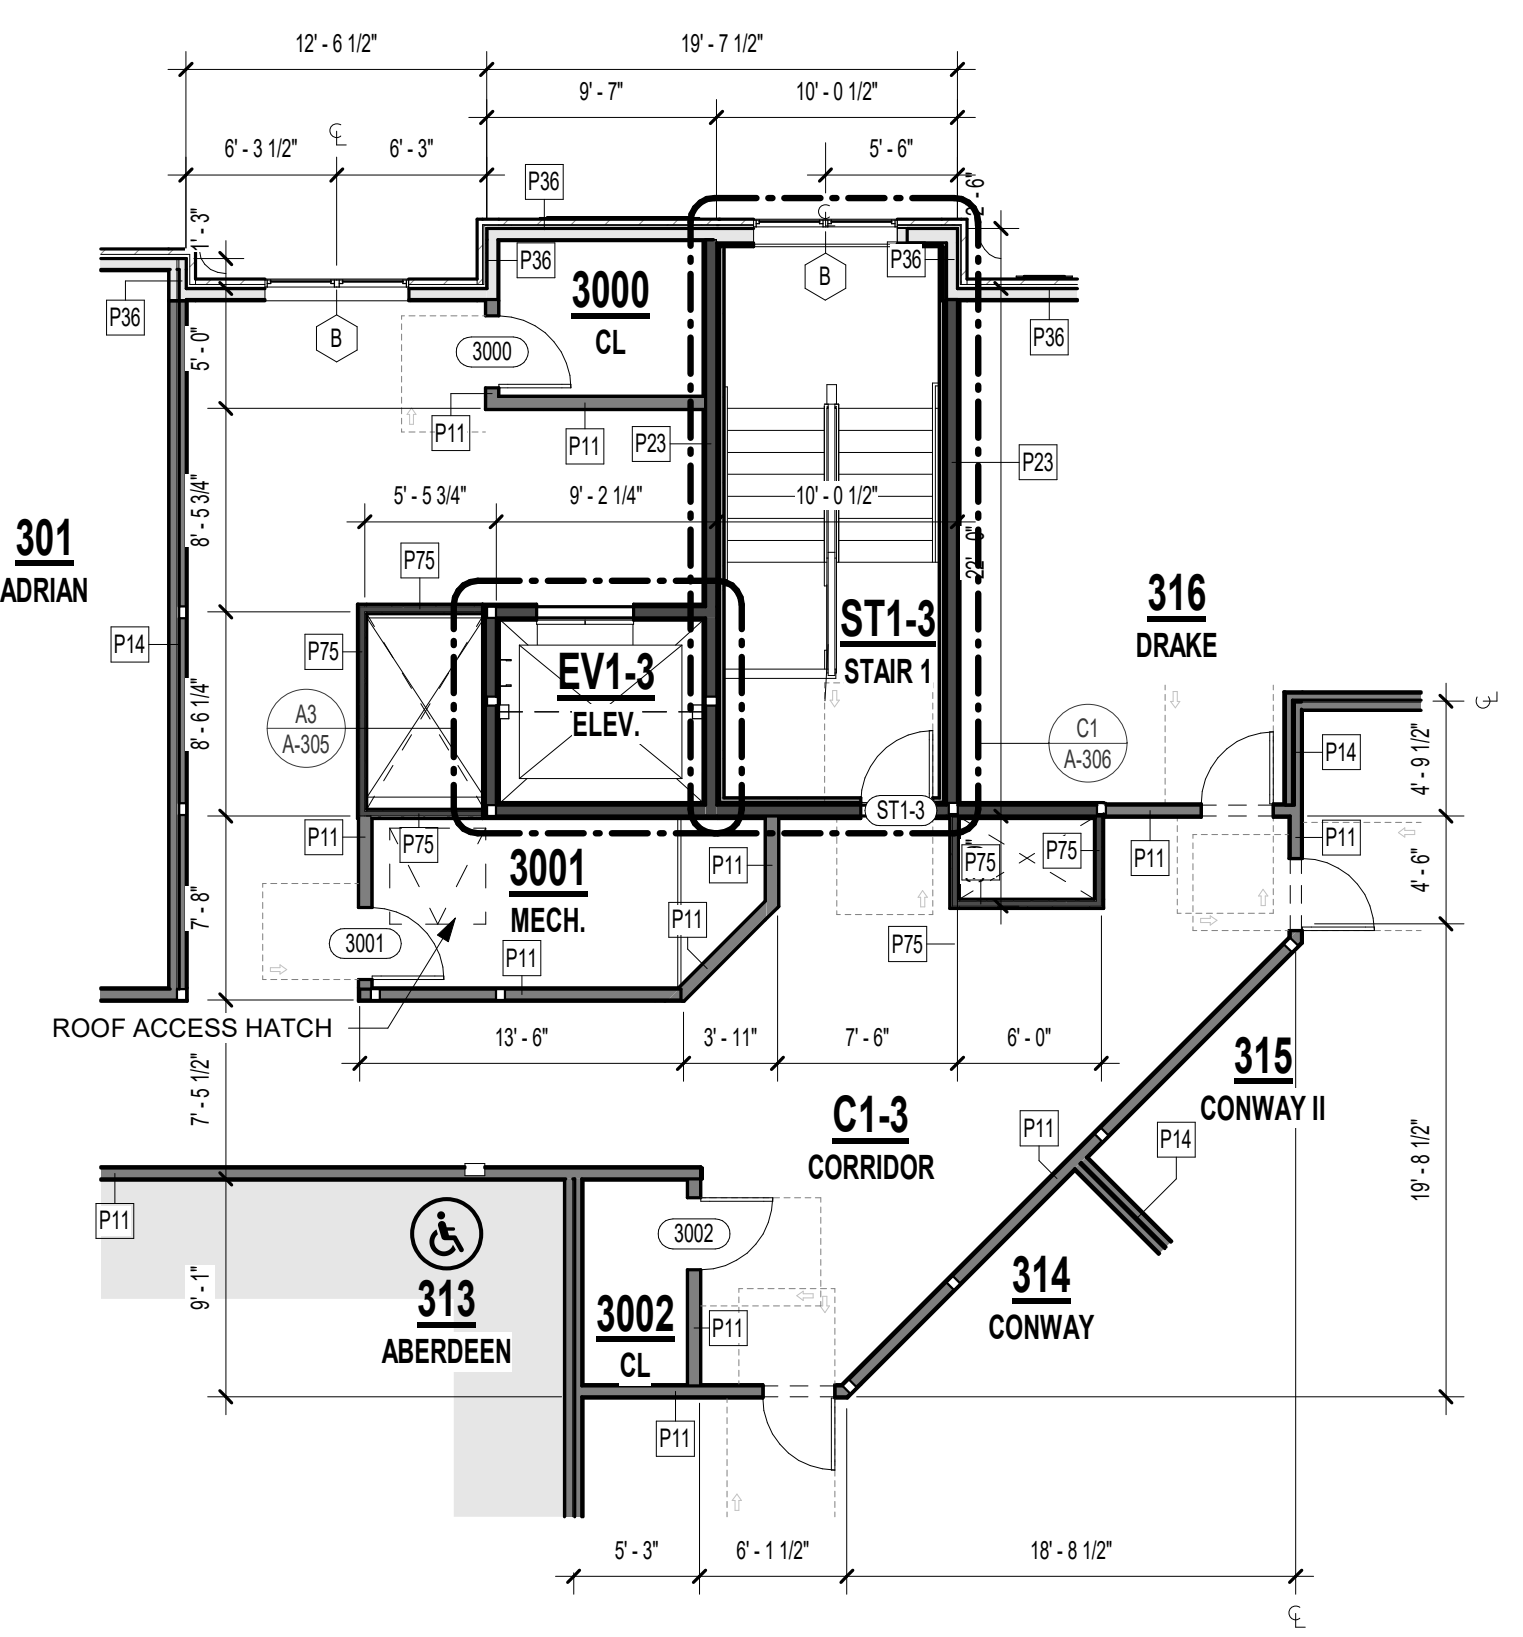 12' - 6 1/2"
19' - 7 1/2"
9' - 7"
10' - 0 1/2"
6' - 3 1/2"
6' - 3"
5' - 6"
P36
2' - 6"
1' - 3"
P36
3000
CL
P36
B
P36
B
P36
5' - 0"
3000
P11
P11
P23
P23
5' - 5 3/4"
9' - 2 1/4"
10' - 0 1/2"
8' - 5 3/4"
301
ADRIAN
P75
22' - 0"
316
DRAKE
P14
P75
EV1-3
ELEV.
ST1-3
STAIR 1
A3
A-305
8' - 6 1/4"
C1
A-306
P14
4' - 9 1/2"
ST1-3
P11
P75
3001
MECH.
P11
P75
P75
P11
P11
4' - 6"
7' - 8"
3001
P11
P11
P75
ROOF ACCESS HATCH
13' - 6"
3' - 11"
7' - 6"
6' - 0"
315
CONWAY II
7' - 5 1/2"
C1-3
CORRIDOR
P11
P14
19' - 8 1/2"
P11
3002
9' - 1"
313
ABERDEEN
3002
CL
P11
314
CONWAY
P11
5' - 3"
6' - 1 1/2"
18' - 8 1/2"